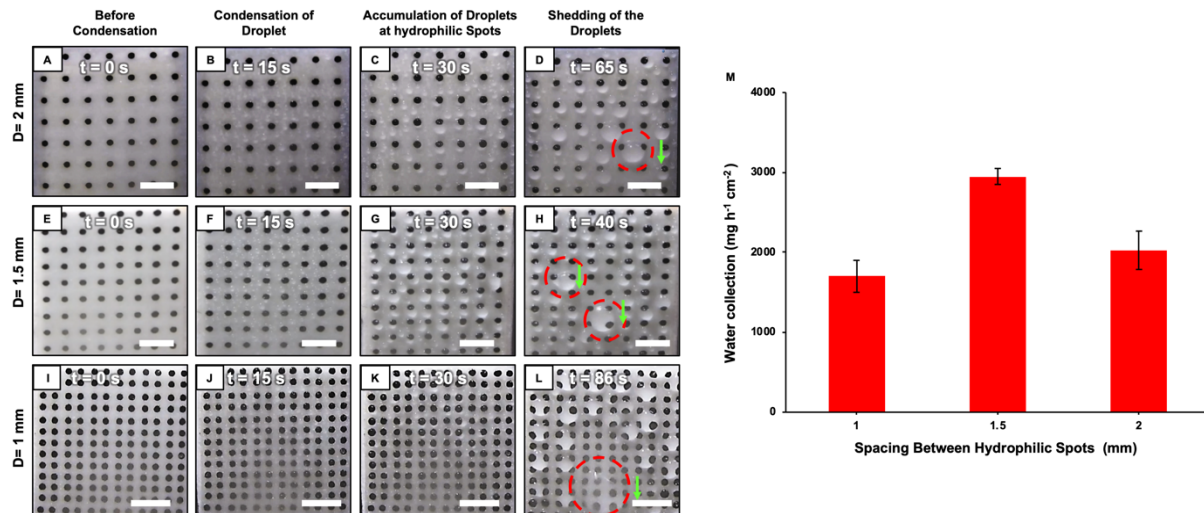 Before
Condensation
Condensation of
Droplet
Accumulation of Droplets
at hydrophilic Spots
Shedding of the
Droplets
D= 2 mm
A
t = 0 s
B
t = 15 s
C
t = 30 s
D
t = 65 s
D= 1.5 mm
E
t = 0 s
F
t = 15 s
G
t = 30 s
H
t = 40 s
D= 1 mm
I
t = 0 s
J
t = 15 s
K
t = 30 s
L
t = 86 s
M
Water collection (mg h⁻¹ cm⁻²)
4000
3000
2000
1000
0
1
1.5
2
Spacing Between Hydrophilic Spots (mm)